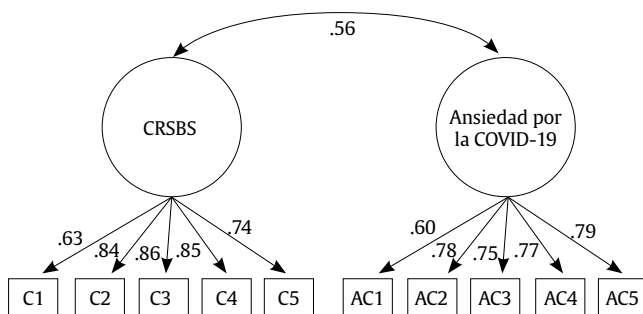 .56
CRSBS
Ansiedad por
la COVID-19
.63
.84
.86
.85
.74
.60
.78
.75
.77
.79
C1
C2
C3
C4
C5
AC1
AC2
AC3
AC4
AC5